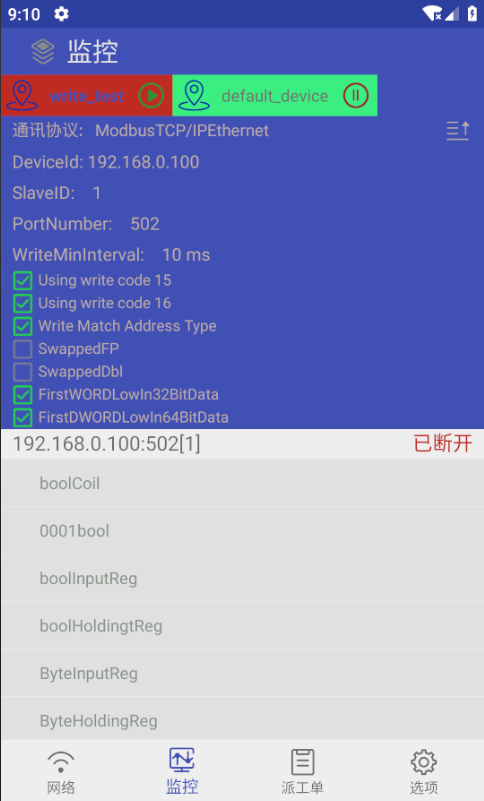 9:10
监控
write_test default_device
通讯协议: ModbusTCP/IPEthernet
DeviceId: 192.168.0.100
SlaveID: 1
PortNumber: 502
WriteMinInterval: 10 ms
Using write code 15
Using write code 16
Write Match Address Type
SwappedFP
SwappedDbl
FirstWORDLowIn32BitData
FirstDWORDLowIn64BitData
192.168.0.100:502[1] 已断开
boolCoil
0001bool
boolInputReg
boolHoldingtReg
ByteInputReg
ByteHoldingReg
网络 监控 派工单 选项